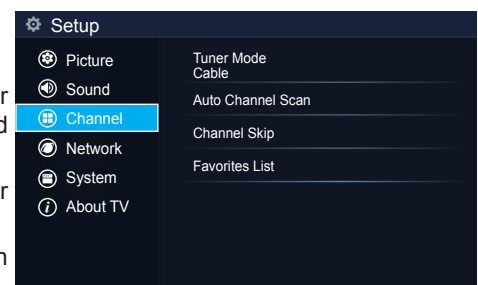 Setup
Picture
Sound
Channel
Network
System
About TV
Tuner Mode
Cable
Auto Channel Scan
Channel Skip
Favorites List
r
d
r
n